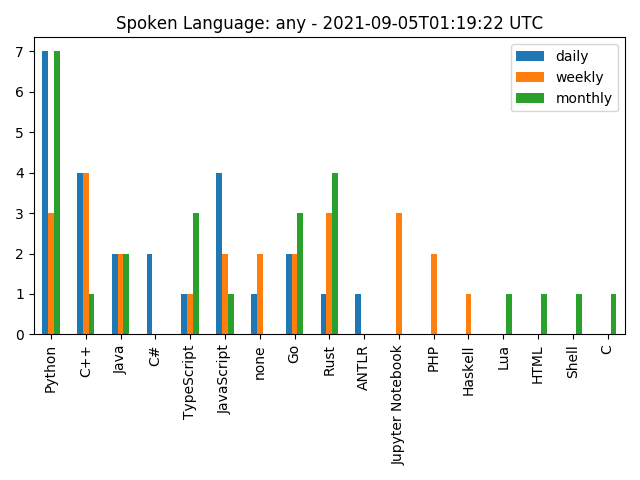 Spoken Language: any - 2021-09-05T01:19:22 UTC
daily
weekly
monthly
7
6
5
4
3
2
1
0
Python
C++
Java
C#
TypeScript
JavaScript
none
Go
Rust
ANTLR
Jupyter Notebook
PHP
Haskell
Lua
HTML
Shell
C